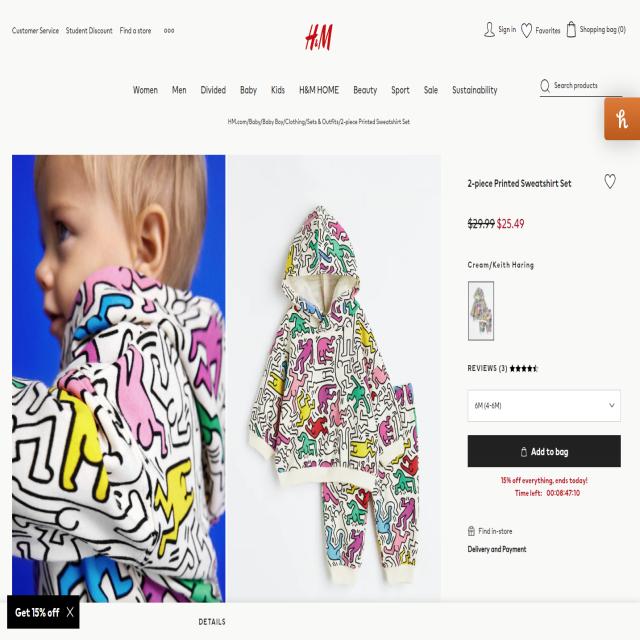 Customer Service Student Discount Find a store
H&M
Sign in Favorites Shopping bag (0)
Women Men Divided Baby Kids H&M HOME Beauty Sport Sale Sustainability
Search products
HM.com/Baby/Baby Boy/Clothing/Sets & Outfits/2-piece Printed Sweatshirt Set
h
2-piece Printed Sweatshirt Set
$29.99 $25.49
Cream/Keith Haring
REVIEWS (3)
6M (4-6M)
Add to bag
15% off everything, ends today!
Time left: 00:08:47:10
Find in-store
Delivery and Payment
Get 15% off X
DETAILS